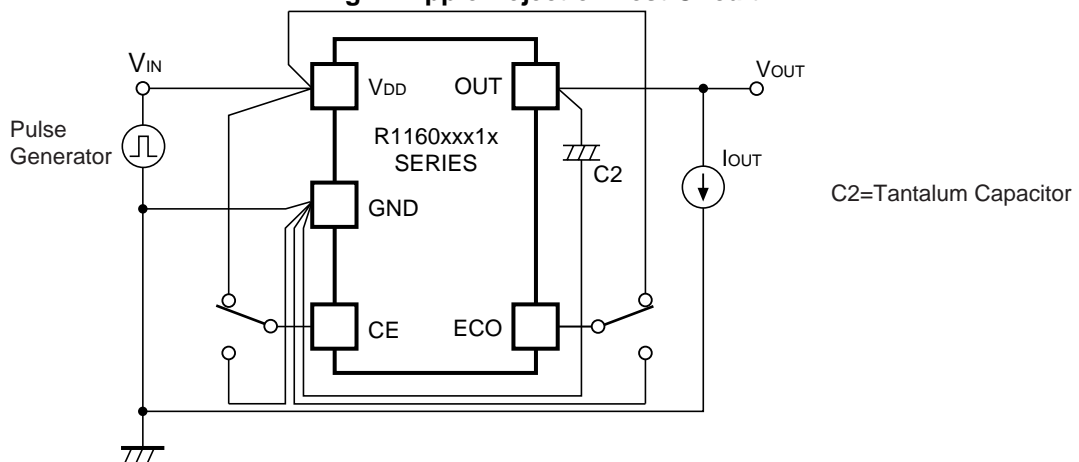 VIN
VDD
OUT
VOUT
Pulse
Generator
R1160xxx1x
SERIES
C2
IOUT
GND
C2=Tantalum Capacitor
CE
ECO